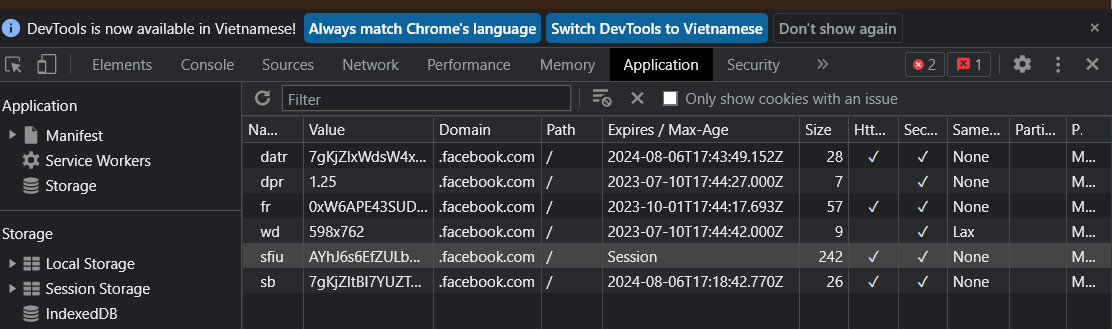 DevTools is now available in Vietnamese! Always match Chrome's language Switch DevTools to Vietnamese Don't show again
Elements Console Sources Network Performance Memory Application Security 2 1
Application
Manifest
Service Workers
Storage
Storage
Local Storage
Session Storage
IndexedDB
Filter Only show cookies with an issue
Na... Value Domain Path Expires / Max-Age Size Htt... Sec... Same... Parti... P.
datr 7gKjZIxWdsW4x... .facebook.com / 2024-08-06T17:43:49.152Z 28 ✓ ✓ None M...
dpr 1.25 .facebook.com / 2023-07-10T17:44:27.000Z 7 ✓ None M...
fr 0xW6APE43SUD... .facebook.com / 2023-10-01T17:44:17.693Z 57 ✓ ✓ None M...
wd 598x762 .facebook.com / 2023-07-10T17:44:42.000Z 9 ✓ Lax M...
sfiu AYhJ6s6EfZULb... .facebook.com / Session 242 ✓ ✓ None M...
sb 7gKjZItBI7YUZT... .facebook.com / 2024-08-06T17:18:42.770Z 26 ✓ ✓ None M...